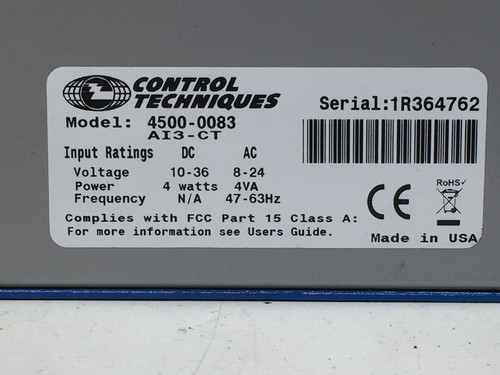 CONTROL
TECHNIQUES
Serial:1R364762
Model: 4500-0083
AI3-CT
Input Ratings DC AC
Voltage 10-36 8-24
Power 4 watts 4VA
Frequency N/A 47-63Hz
CE
RoHS✓
Complies with FCC Part 15 Class A:
For more information see Users Guide.
Made in USA